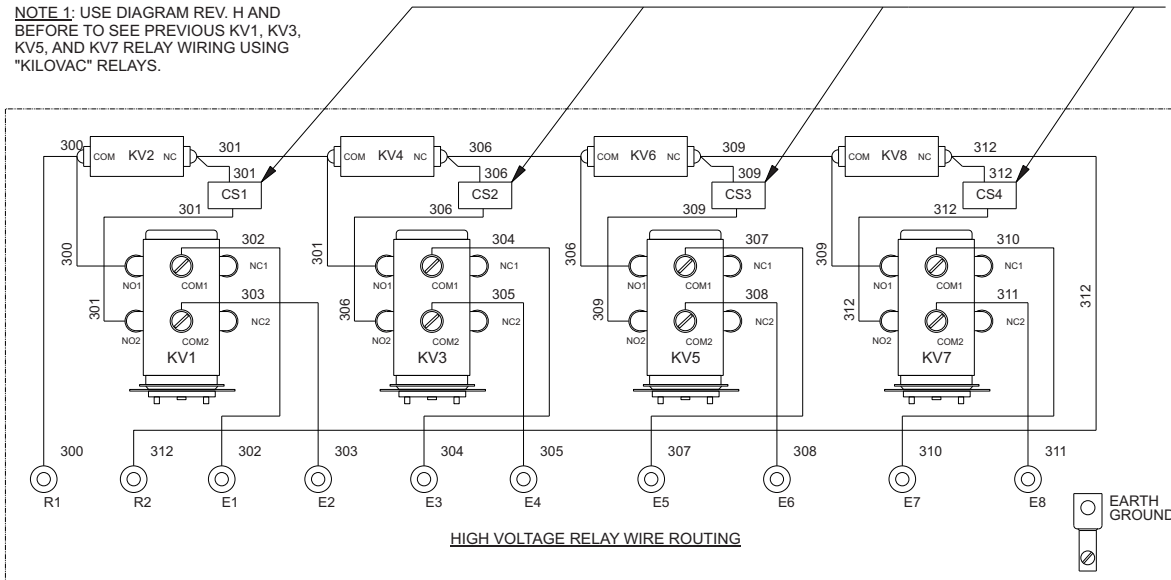 NOTE 1: USE DIAGRAM REV. H AND
BEFORE TO SEE PREVIOUS KV1, KV3,
KV5, AND KV7 RELAY WIRING USING
"KILOVAC" RELAYS.
300 COM KV2 NC 301 COM KV4 NC 306 COM KV6 NC 309 COM KV8 NC 312
301 306 309 312
CS1 CS2 CS3 CS4
301 306 309 312
302 304 307 310
300 301 306 309
NO1 COM1 NC1 NO1 COM1 NC1 NO1 COM1 NC1 NO1 COM1 NC1
303 305 308 311
301 306 309 312 312
NO2 COM2 NC2 NO2 COM2 NC2 NO2 COM2 NC2 NO2 COM2 NC2
KV1 KV3 KV5 KV7
300 312 302 303 304 305 307 308 310 311
R1 R2 E1 E2 E3 E4 E5 E6 E7 E8
EARTH
GROUND
HIGH VOLTAGE RELAY WIRE ROUTING